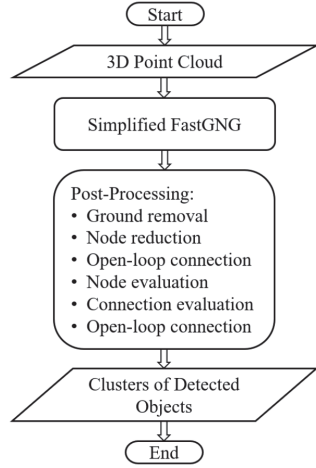 Start
3D Point Cloud
Simplified FastGNG
Post-Processing:
• Ground removal
• Node reduction
• Open-loop connection
• Node evaluation
• Connection evaluation
• Open-loop connection
Clusters of Detected
Objects
End